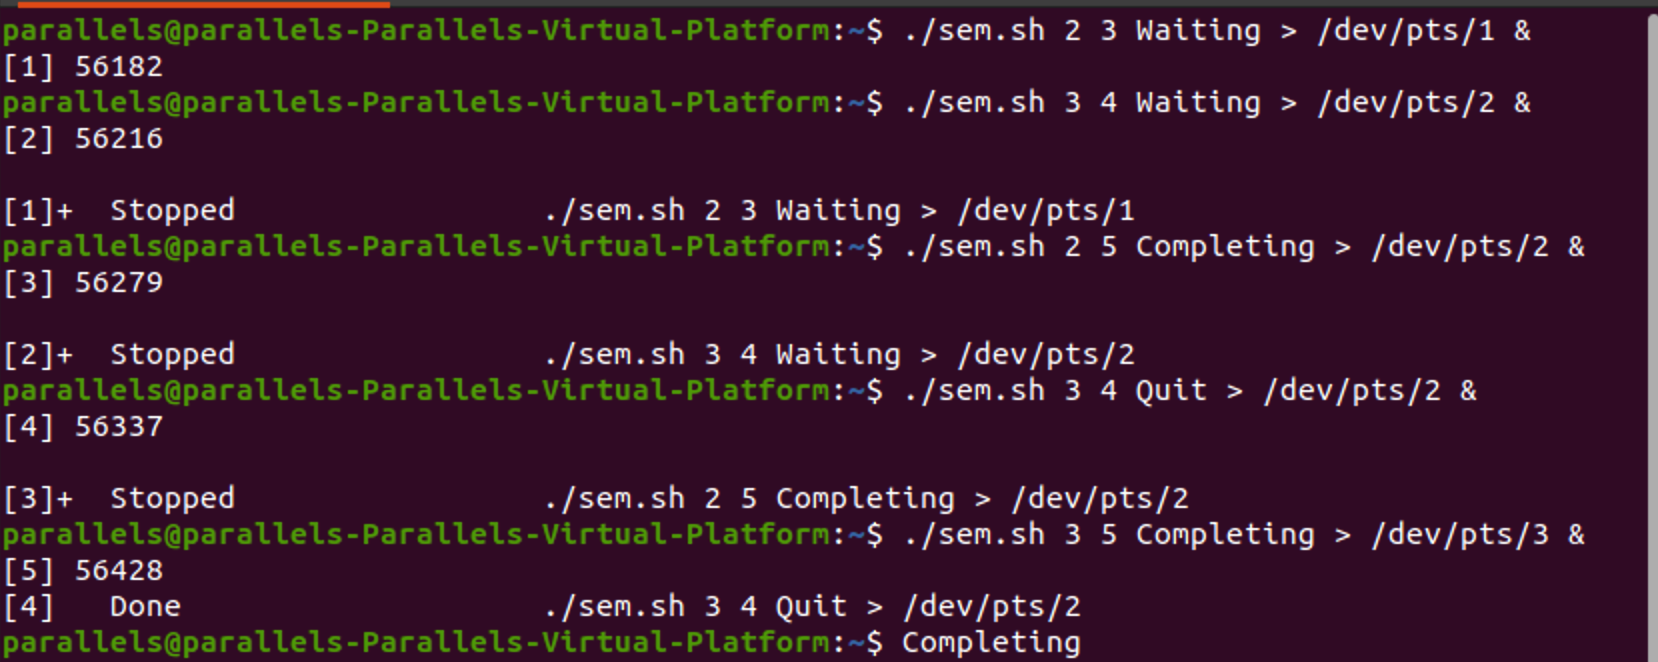 parallels@parallels-Parallels-Virtual-Platform:~$ ./sem.sh 2 3 Waiting > /dev/pts/1 &
[1] 56182
parallels@parallels-Parallels-Virtual-Platform:~$ ./sem.sh 3 4 Waiting > /dev/pts/2 &
[2] 56216
[1]+  Stopped                 ./sem.sh 2 3 Waiting > /dev/pts/1
parallels@parallels-Parallels-Virtual-Platform:~$ ./sem.sh 2 5 Completing > /dev/pts/2 &
[3] 56279
[2]+  Stopped                 ./sem.sh 3 4 Waiting > /dev/pts/2
parallels@parallels-Parallels-Virtual-Platform:~$ ./sem.sh 3 4 Quit > /dev/pts/2 &
[4] 56337
[3]+  Stopped                 ./sem.sh 2 5 Completing > /dev/pts/2
parallels@parallels-Parallels-Virtual-Platform:~$ ./sem.sh 3 5 Completing > /dev/pts/3 &
[5] 56428
[4]   Done                    ./sem.sh 3 4 Quit > /dev/pts/2
parallels@parallels-Parallels-Virtual-Platform:~$ Completing